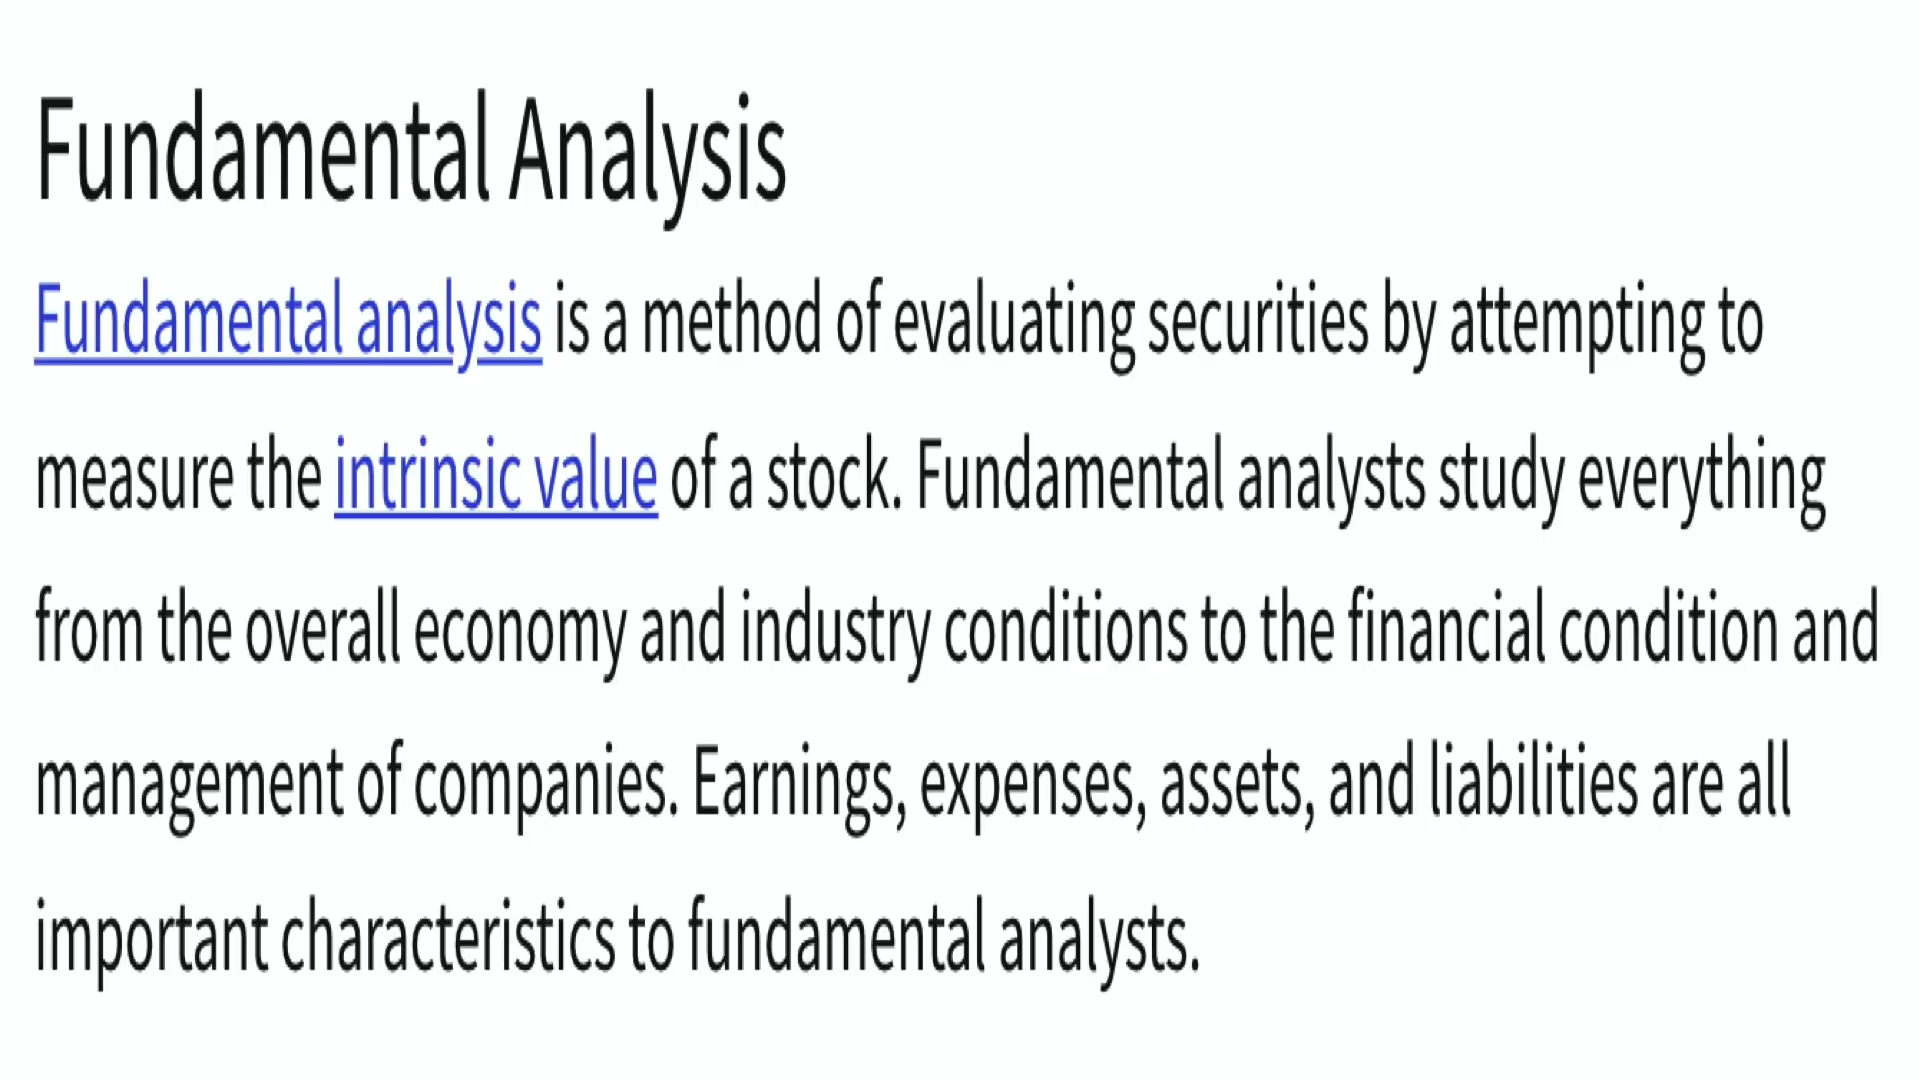 Fundamental Analysis
Fundamental analysis is a method of evaluating securities by attempting to
measure the intrinsic value of a stock. Fundamental analysts study everything
from the overall economy and industry conditions to the financial condition and
management of companies. Earnings, expenses, assets, and liabilities are all
important characteristics to fundamental analysts.